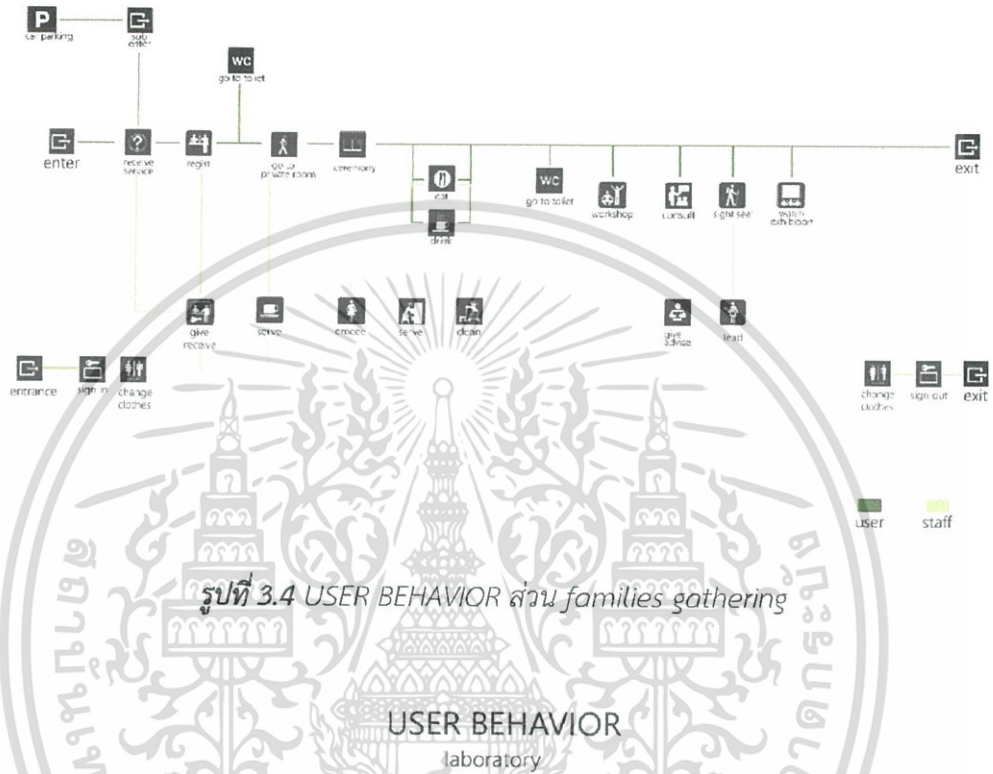 P
car parking
sub
enter
WC
go to toilet
enter
receive
service
regist
go to
private room
ceremony
exit
eat
drink
WC
go to toilet
workshop
consult
sight see
watch
exhibition
give
receive
serve
emcee
serve
clean
give
advise
lead
entrance
sign in
change
clothes
change
clothes
sign out
exit
user
staff
รูปที่ 3.4 USER BEHAVIOR ส่วน families gathering
USER BEHAVIOR
laboratory